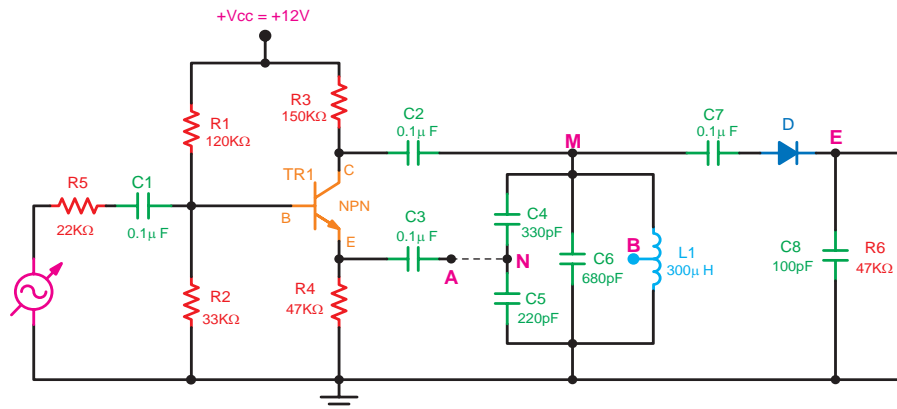 +Vcc = +12V
R3
150KΩ
C2
0.1μ F
M
C7
0.1μ F
D
E
R1
120KΩ
TR1
C
B
NPN
E
R5
22KΩ
C1
0.1μ F
C3
0.1μ F
A
C4
330pF
N
C6
680pF
B
L1
300μ H
C8
100pF
R6
47KΩ
R2
33KΩ
R4
47KΩ
C5
220pF